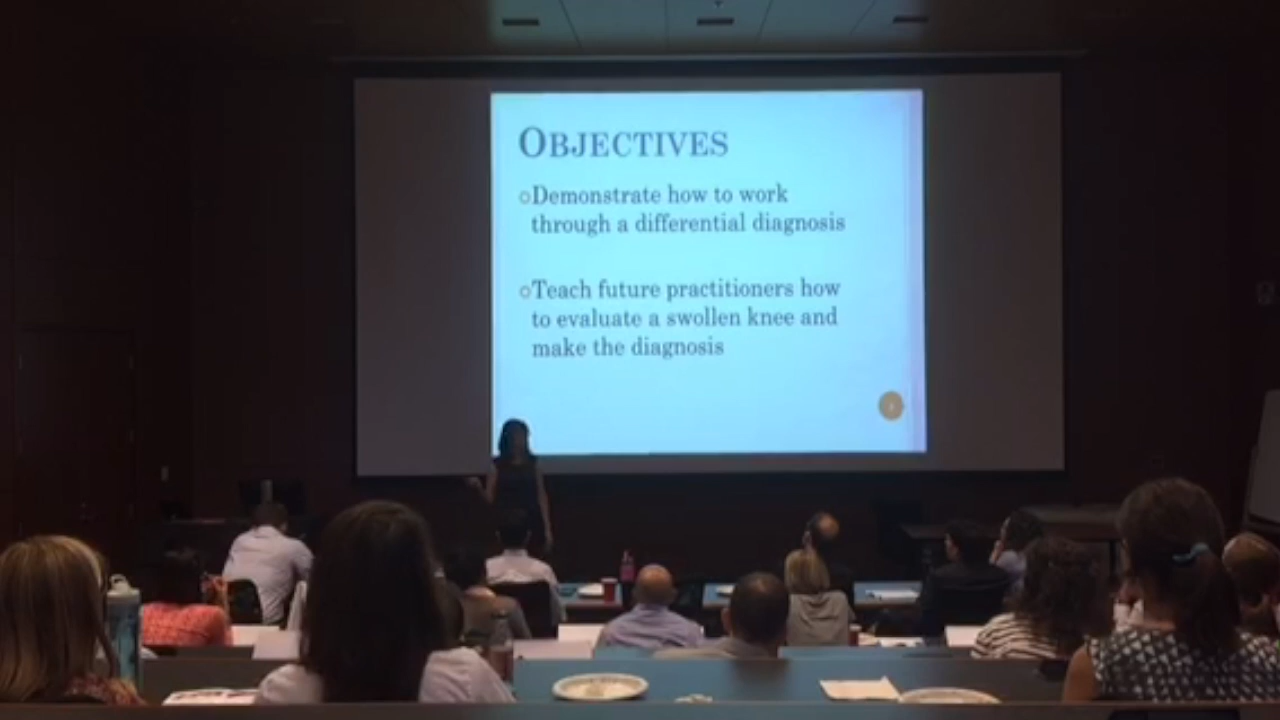 OBJECTIVES
Demonstrate how to work
through a differential diagnosis
Teach future practitioners how
to evaluate a swollen knee and
make the diagnosis